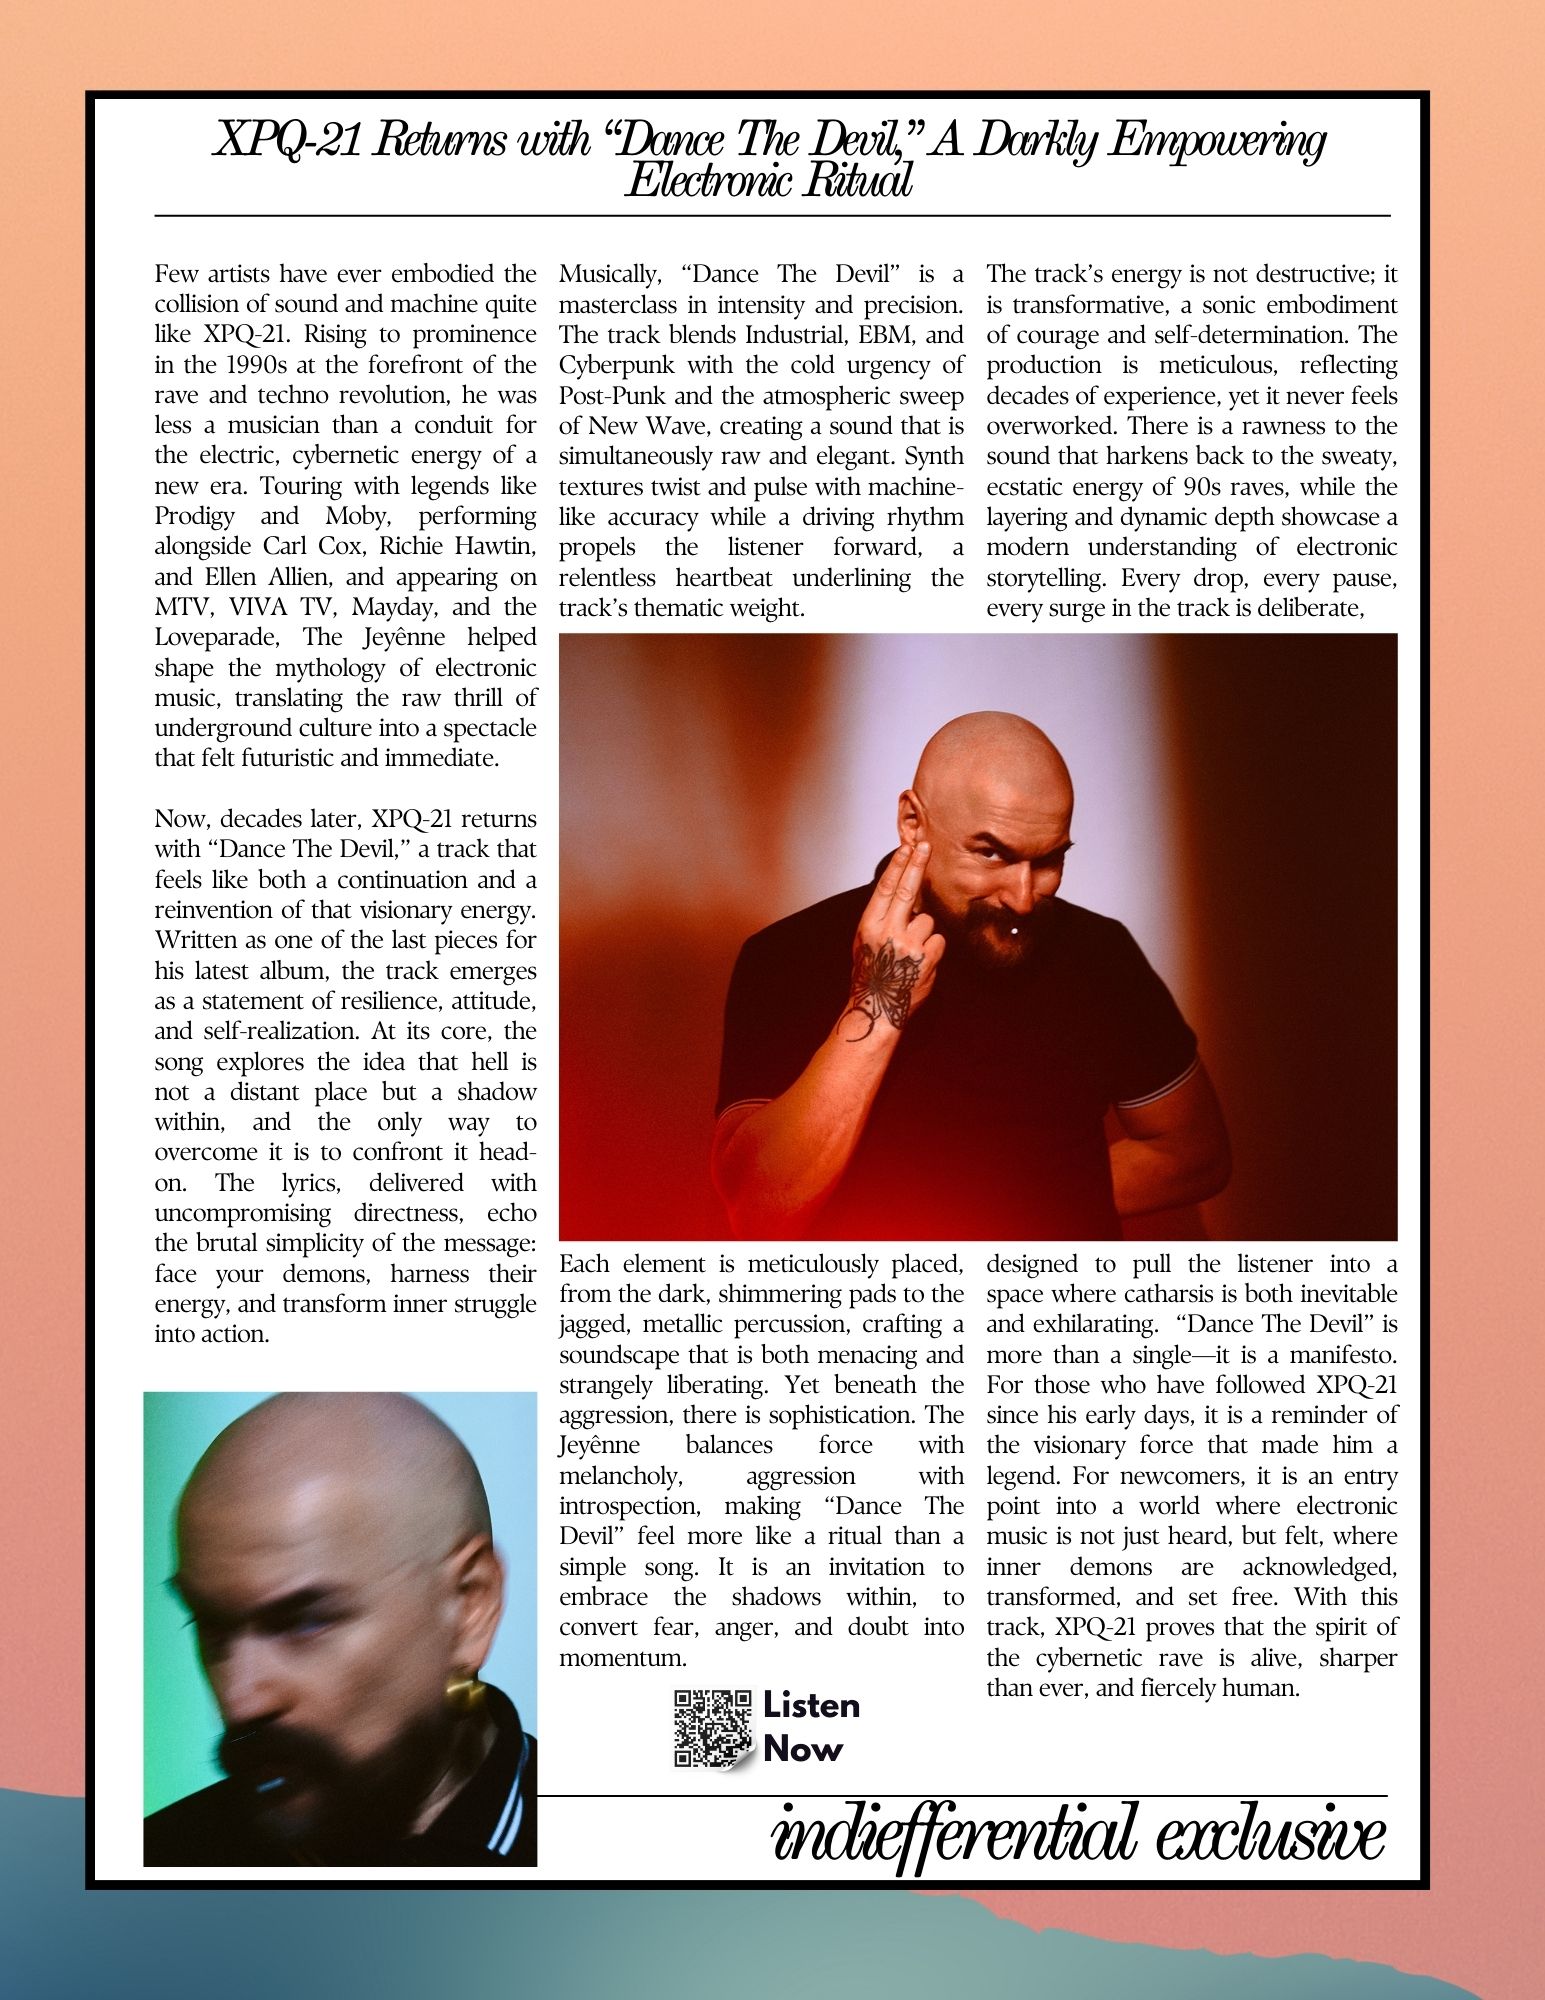 XPQ-21 Returns with “Dance The Devil,” A Darkly Empowering
Electronic Ritual
Few artists have ever embodied the
collision of sound and machine quite
like XPQ-21. Rising to prominence
in the 1990s at the forefront of the
rave and techno revolution, he was
less a musician than a conduit for
the electric, cybernetic energy of a
new era. Touring with legends like
Prodigy and Moby, performing
alongside Carl Cox, Richie Hawtin,
and Ellen Allien, and appearing on
MTV, VIVA TV, Mayday, and the
Loveparade, The Jeyênne helped
shape the mythology of electronic
music, translating the raw thrill of
underground culture into a spectacle
that felt futuristic and immediate.
Now, decades later, XPQ-21 returns
with “Dance The Devil,” a track that
feels like both a continuation and a
reinvention of that visionary energy.
Written as one of the last pieces for
his latest album, the track emerges
as a statement of resilience, attitude,
and self-realization. At its core, the
song explores the idea that hell is
not a distant place but a shadow
within, and the only way to
overcome it is to confront it head-
on. The lyrics, delivered with
uncompromising directness, echo
the brutal simplicity of the message:
face your demons, harness their
energy, and transform inner struggle
into action.
Musically, “Dance The Devil” is a
masterclass in intensity and precision.
The track blends Industrial, EBM, and
Cyberpunk with the cold urgency of
Post-Punk and the atmospheric sweep
of New Wave, creating a sound that is
simultaneously raw and elegant. Synth
textures twist and pulse with machine-
like accuracy while a driving rhythm
propels the listener forward, a
relentless heartbeat underlining the
track’s thematic weight.
Each element is meticulously placed,
from the dark, shimmering pads to the
jagged, metallic percussion, crafting a
soundscape that is both menacing and
strangely liberating. Yet beneath the
aggression, there is sophistication. The
Jeyênne balances force with
melancholy, aggression with
introspection, making “Dance The
Devil” feel more like a ritual than a
simple song. It is an invitation to
embrace the shadows within, to
convert fear, anger, and doubt into
momentum.
The track’s energy is not destructive; it
is transformative, a sonic embodiment
of courage and self-determination. The
production is meticulous, reflecting
decades of experience, yet it never feels
overworked. There is a rawness to the
sound that harkens back to the sweaty,
ecstatic energy of 90s raves, while the
layering and dynamic depth showcase a
modern understanding of electronic
storytelling. Every drop, every pause,
every surge in the track is deliberate,
designed to pull the listener into a
space where catharsis is both inevitable
and exhilarating.  “Dance The Devil” is
more than a single—it is a manifesto.
For those who have followed XPQ-21
since his early days, it is a reminder of
the visionary force that made him a
legend. For newcomers, it is an entry
point into a world where electronic
music is not just heard, but felt, where
inner demons are acknowledged,
transformed, and set free. With this
track, XPQ-21 proves that the spirit of
the cybernetic rave is alive, sharper
than ever, and fiercely human.
Listen
Now
indiefferential exclusive